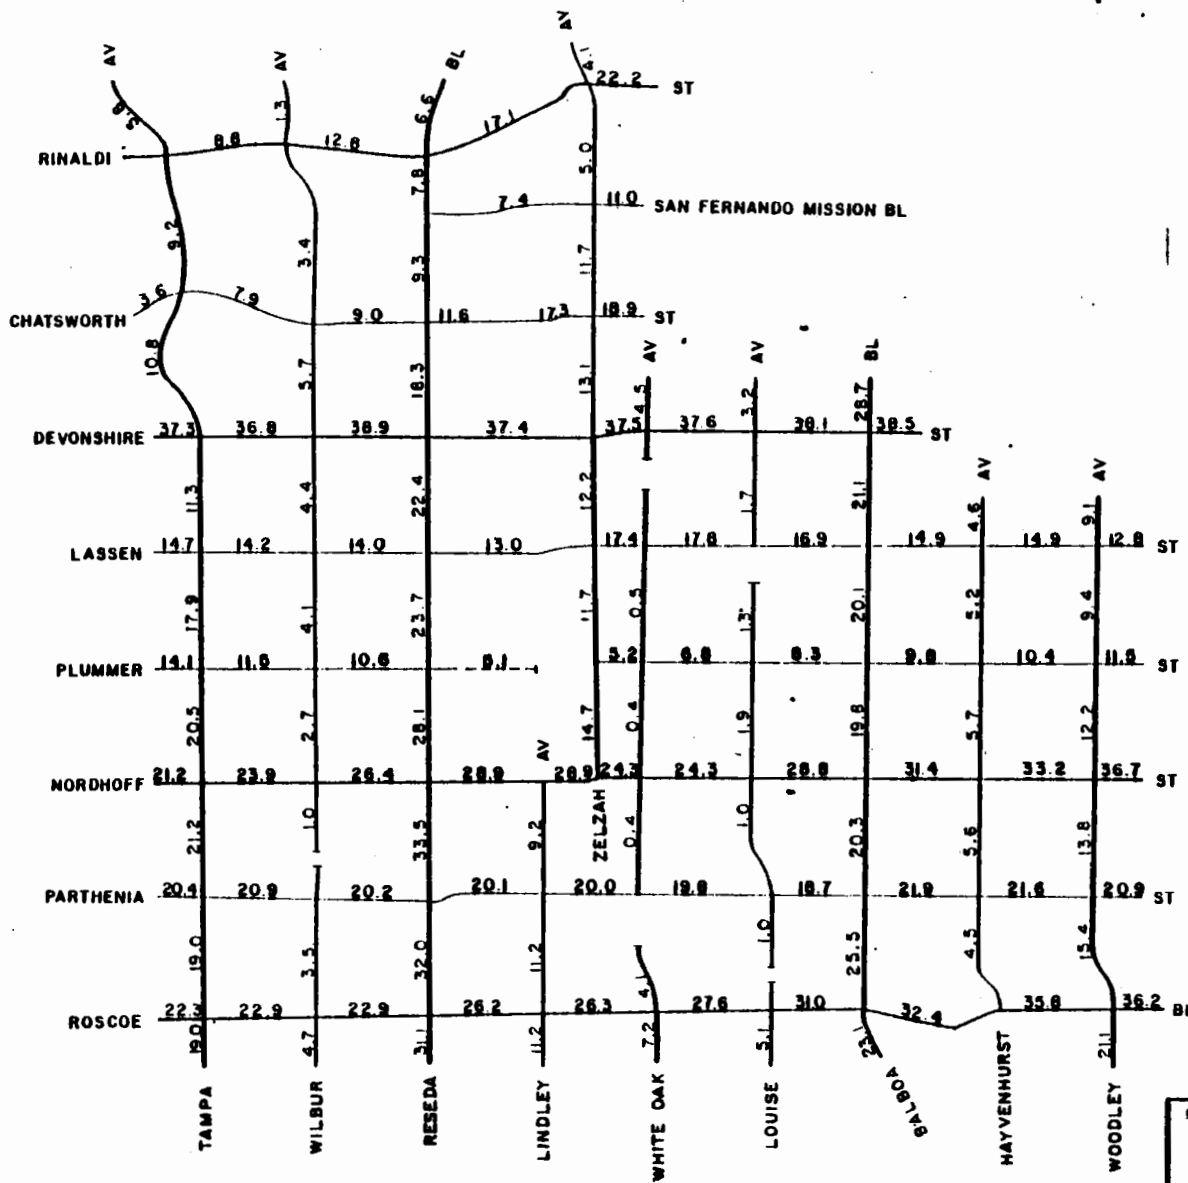 AV AV BL AV
3.8 1.3 6.6 4.1 22.2 ST
RINALDI 8.8 12.8 17.1
7.8 5.0
7.4 11.0 SAN FERNANDO MISSION BL
9.2 3.4 9.3 11.7
CHATSWORTH 3.6 7.9 9.0 11.6 17.3 18.9 ST
10.8 5.7 18.3 13.1 AV AV BL
4.5 3.2 28.7
DEVONSHIRE 37.3 36.8 38.9 37.4 37.5 37.6 38.1 38.5 ST
11.3 4.4 22.4 12.2 1.7 21.1 AV AV
4.6 9.1
LASSEN 14.7 14.2 14.0 13.0 17.4 17.8 16.9 14.9 14.9 12.8 ST
17.9 4.1 23.7 11.7 0.5 1.3 20.1 5.2 9.4
PLUMMER 14.1 11.5 10.6 5.2 6.8 8.3 9.8 10.4 11.5 ST
20.5 2.7 28.1 14.7 0.4 1.9 19.8 5.7 12.2
AV
NORDHOFF 21.2 23.9 26.4 28.9 28.9 24.3 24.3 28.8 31.4 33.2 36.7 ST
21.2 1.0 33.5 9.2 ZELZAH 0.4 1.0 20.3 5.6 13.8
PARTHENIA 20.4 20.9 20.2 20.1 20.0 19.8 18.7 21.9 21.6 20.9 ST
19.0 3.5 32.0 11.2 4.1 1.0 25.5 4.5 15.4
ROSCOE 22.3 22.9 22.9 26.2 26.3 27.6 31.0 32.4 35.8 36.2 BL
19.0 4.7 31.1 11.2 7.2 5.1 23.1 21.1
TAMPA WILBUR RESEDA LINDLEY WHITE OAK LOUISE BALBOA HAYVENHURST WOODLEY